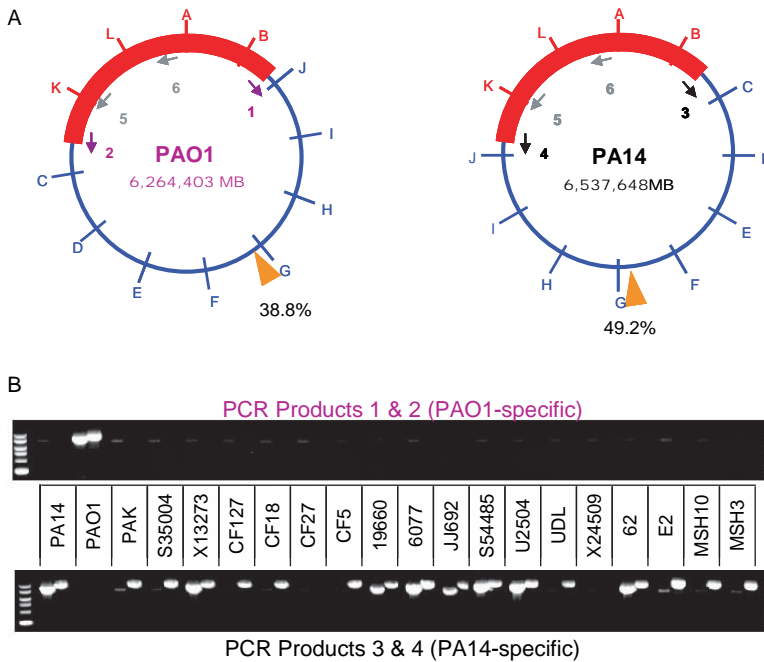 A
A
L
B
K
J
6
5
1
2
PAO1
6,264,403 MB
I
C
H
D
G
E
F
38.8%
A
L
B
K
C
6
5
3
J
4
PA14
6,537,648MB
I
E
H
F
G
49.2%
B
PCR Products 1 & 2 (PAO1-specific)
PA14
PAO1
PAK
S35004
X13273
CF127
CF18
CF27
CF5
19660
6077
JJ692
S54485
U2504
UDL
X24509
62
E2
MSH10
MSH3
PCR Products 3 & 4 (PA14-specific)